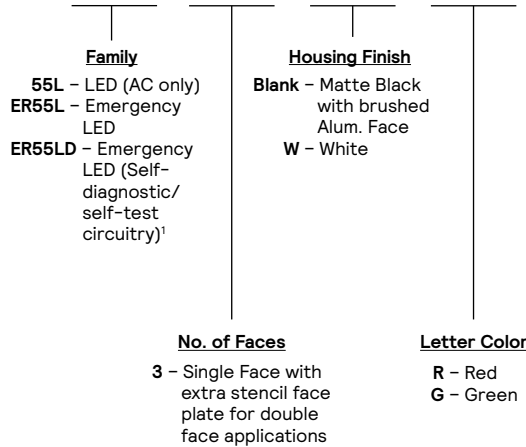 Family
55L – LED (AC only)
ER55L – Emergency
LED
ER55LD – Emergency
LED (Self-
diagnostic/
self-test
circuitry)¹
Housing Finish
Blank – Matte Black
with brushed
Alum. Face
W – White
No. of Faces
3 – Single Face with
extra stencil face
plate for double
face applications
Letter Color
R – Red
G – Green